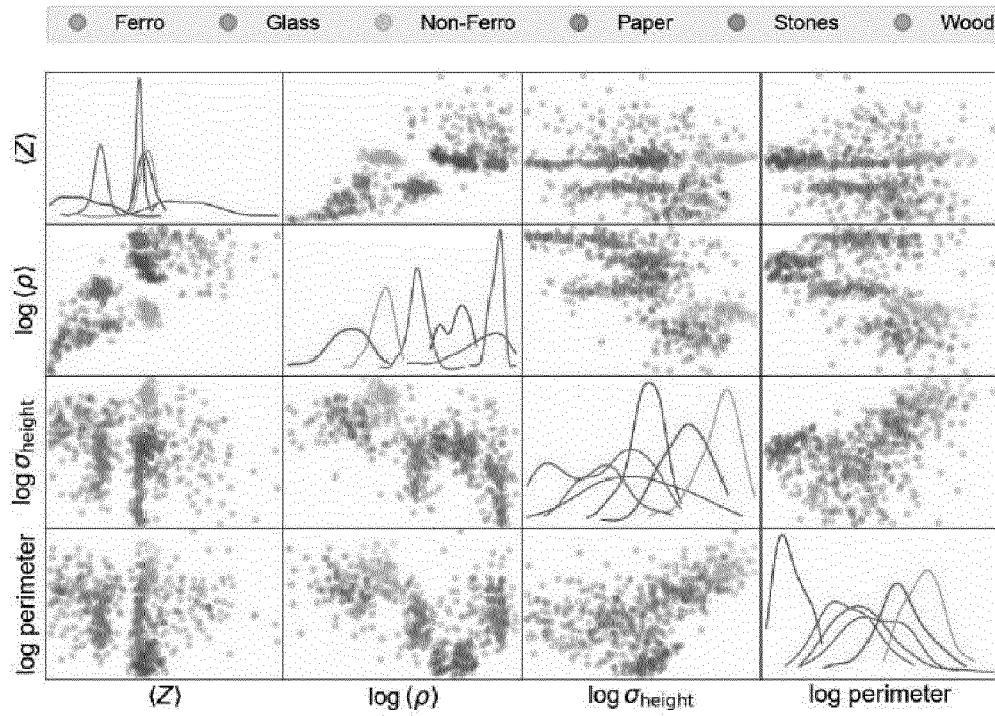 Ferro Glass Non-Ferro Paper Stones Wood
⟨Z⟩
log ⟨ρ⟩
log σheight
log perimeter
⟨Z⟩ log ⟨ρ⟩ log σheight log perimeter